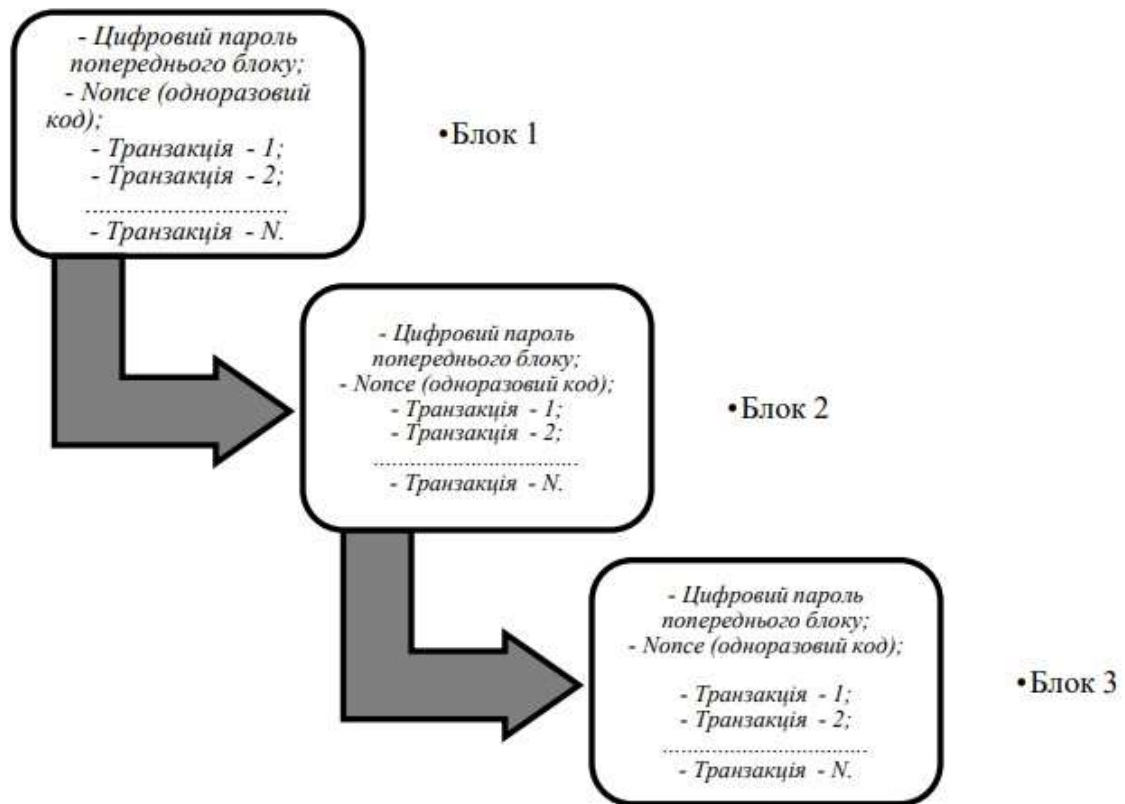 - Цифровий пароль
попереднього блоку;
- Nonce (одноразовий
код);
- Транзакція - 1;
- Транзакція - 2;
................................
- Транзакція - N.
•Блок 1
- Цифровий пароль
попереднього блоку;
- Nonce (одноразовий код);
- Транзакція - 1;
- Транзакція - 2;
................................
- Транзакція - N.
•Блок 2
- Цифровий пароль
попереднього блоку;
- Nonce (одноразовий код);
- Транзакція - 1;
- Транзакція - 2;
................................
- Транзакція - N.
•Блок 3